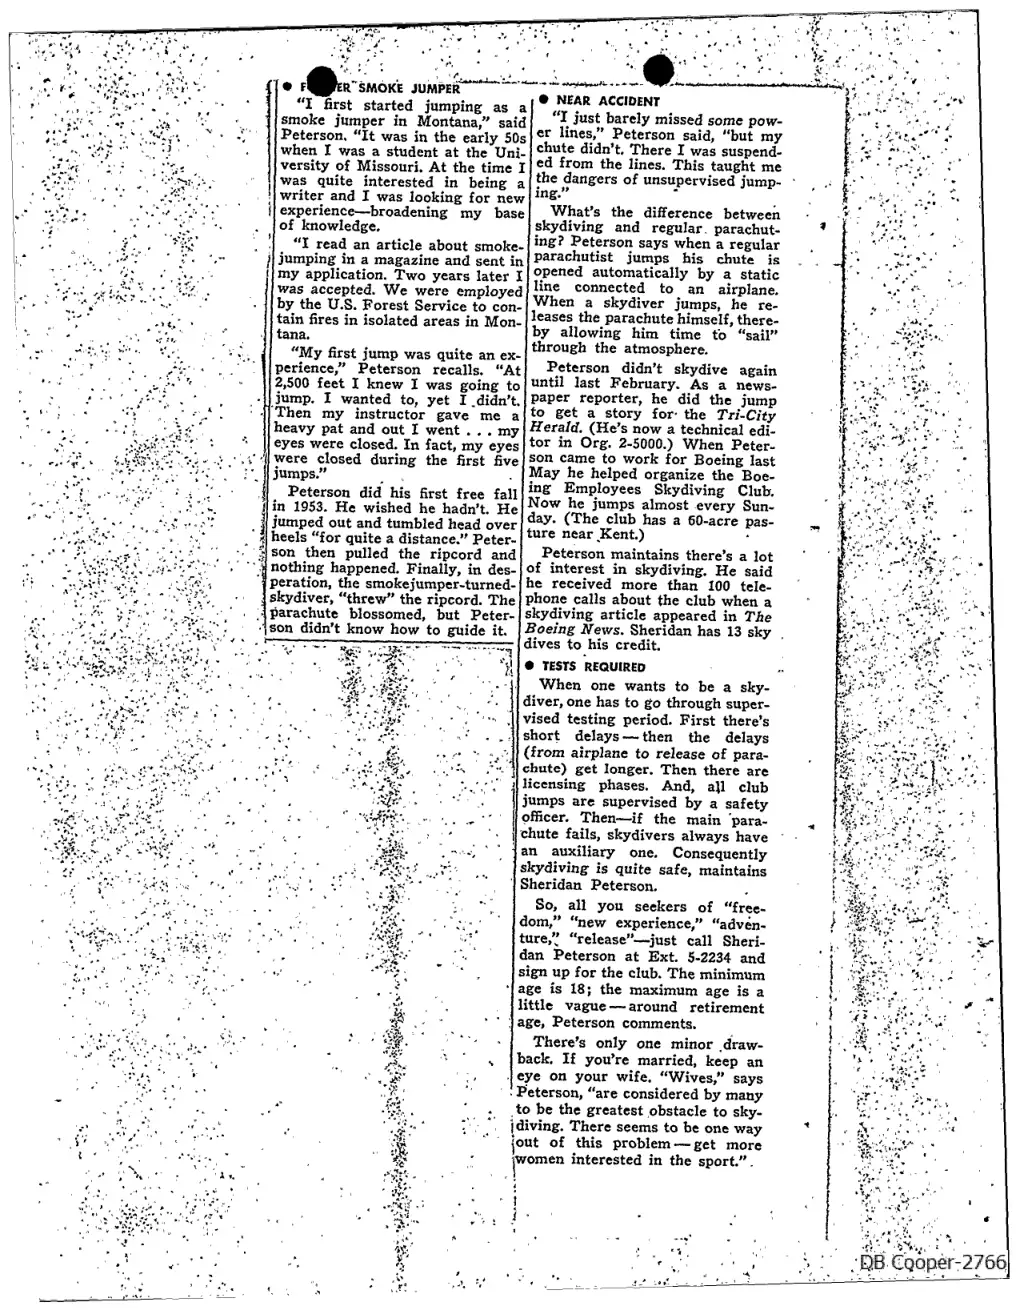 ● F ER SMOKE JUMPER
"I first started jumping as a
smoke jumper in Montana," said
Peterson. "It was in the early 50s
when I was a student at the Uni-
versity of Missouri. At the time I
was quite interested in being a
writer and I was looking for new
experience—broadening my base
of knowledge.
"I read an article about smoke-
jumping in a magazine and sent in
my application. Two years later I
was accepted. We were employed
by the U.S. Forest Service to con-
tain fires in isolated areas in Mon-
tana.
"My first jump was quite an ex-
perience," Peterson recalls. "At
2,500 feet I knew I was going to
jump. I wanted to, yet I didn't.
Then my instructor gave me a
heavy pat and out I went . . . my
eyes were closed. In fact, my eyes
were closed during the first five
jumps."
Peterson did his first free fall
in 1953. He wished he hadn't. He
jumped out and tumbled head over
heels "for quite a distance." Peter-
son then pulled the ripcord and
nothing happened. Finally, in des-
peration, the smokejumper-turned-
skydiver, "threw" the ripcord. The
parachute blossomed, but Peter-
son didn't know how to guide it.
● NEAR ACCIDENT
"I just barely missed some pow-
er lines," Peterson said, "but my
chute didn't. There I was suspend-
ed from the lines. This taught me
the dangers of unsupervised jump-
ing."
What's the difference between
skydiving and regular parachut-
ing? Peterson says when a regular
parachutist jumps his chute is
opened automatically by a static
line connected to an airplane.
When a skydiver jumps, he re-
leases the parachute himself, there-
by allowing him time to "sail"
through the atmosphere.
Peterson didn't skydive again
until last February. As a news-
paper reporter, he did the jump
to get a story for the Tri-City
Herald. (He's now a technical edi-
tor in Org. 2-5000.) When Peter-
son came to work for Boeing last
May he helped organize the Boe-
ing Employees Skydiving Club.
Now he jumps almost every Sun-
day. (The club has a 60-acre pas-
ture near Kent.)
Peterson maintains there's a lot
of interest in skydiving. He said
he received more than 100 tele-
phone calls about the club when a
skydiving article appeared in The
Boeing News. Sheridan has 13 sky
dives to his credit.
● TESTS REQUIRED
When one wants to be a sky-
diver, one has to go through super-
vised testing period. First there's
short delays — then the delays
(from airplane to release of para-
chute) get longer. Then there are
licensing phases. And, all club
jumps are supervised by a safety
officer. Then—if the main para-
chute fails, skydivers always have
an auxiliary one. Consequently
skydiving is quite safe, maintains
Sheridan Peterson.
So, all you seekers of "free-
dom," "new experience," "adven-
ture," "release"—just call Sheri-
dan Peterson at Ext. 5-2234 and
sign up for the club. The minimum
age is 18; the maximum age is a
little vague — around retirement
age, Peterson comments.
There's only one minor draw-
back. If you're married, keep an
eye on your wife. "Wives," says
Peterson, "are considered by many
to be the greatest obstacle to sky-
diving. There seems to be one way
out of this problem — get more
women interested in the sport."
DB Cooper-2766